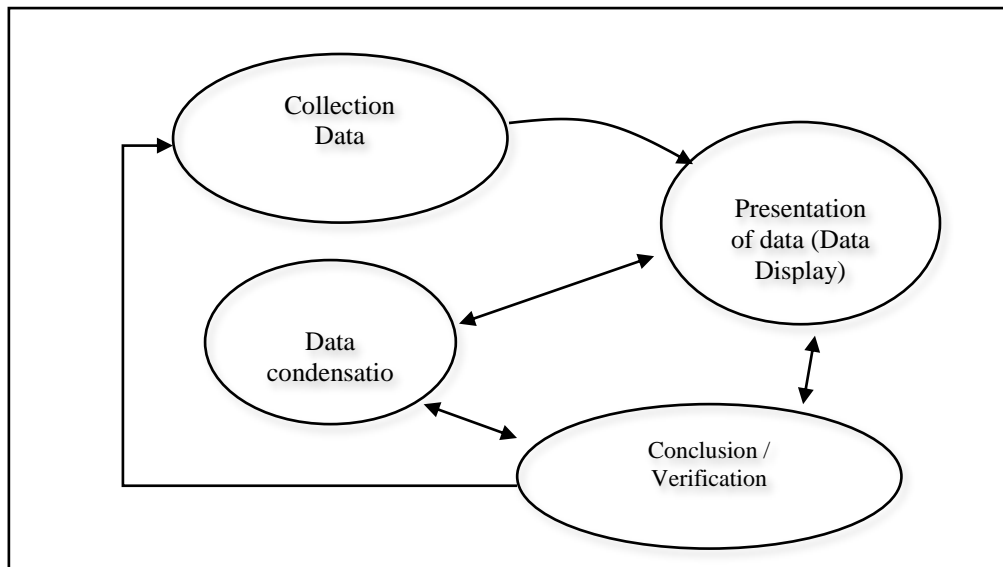 Collection
Data
Presentation
of data (Data
Display)
Data
condensatio
Conclusion /
Verification